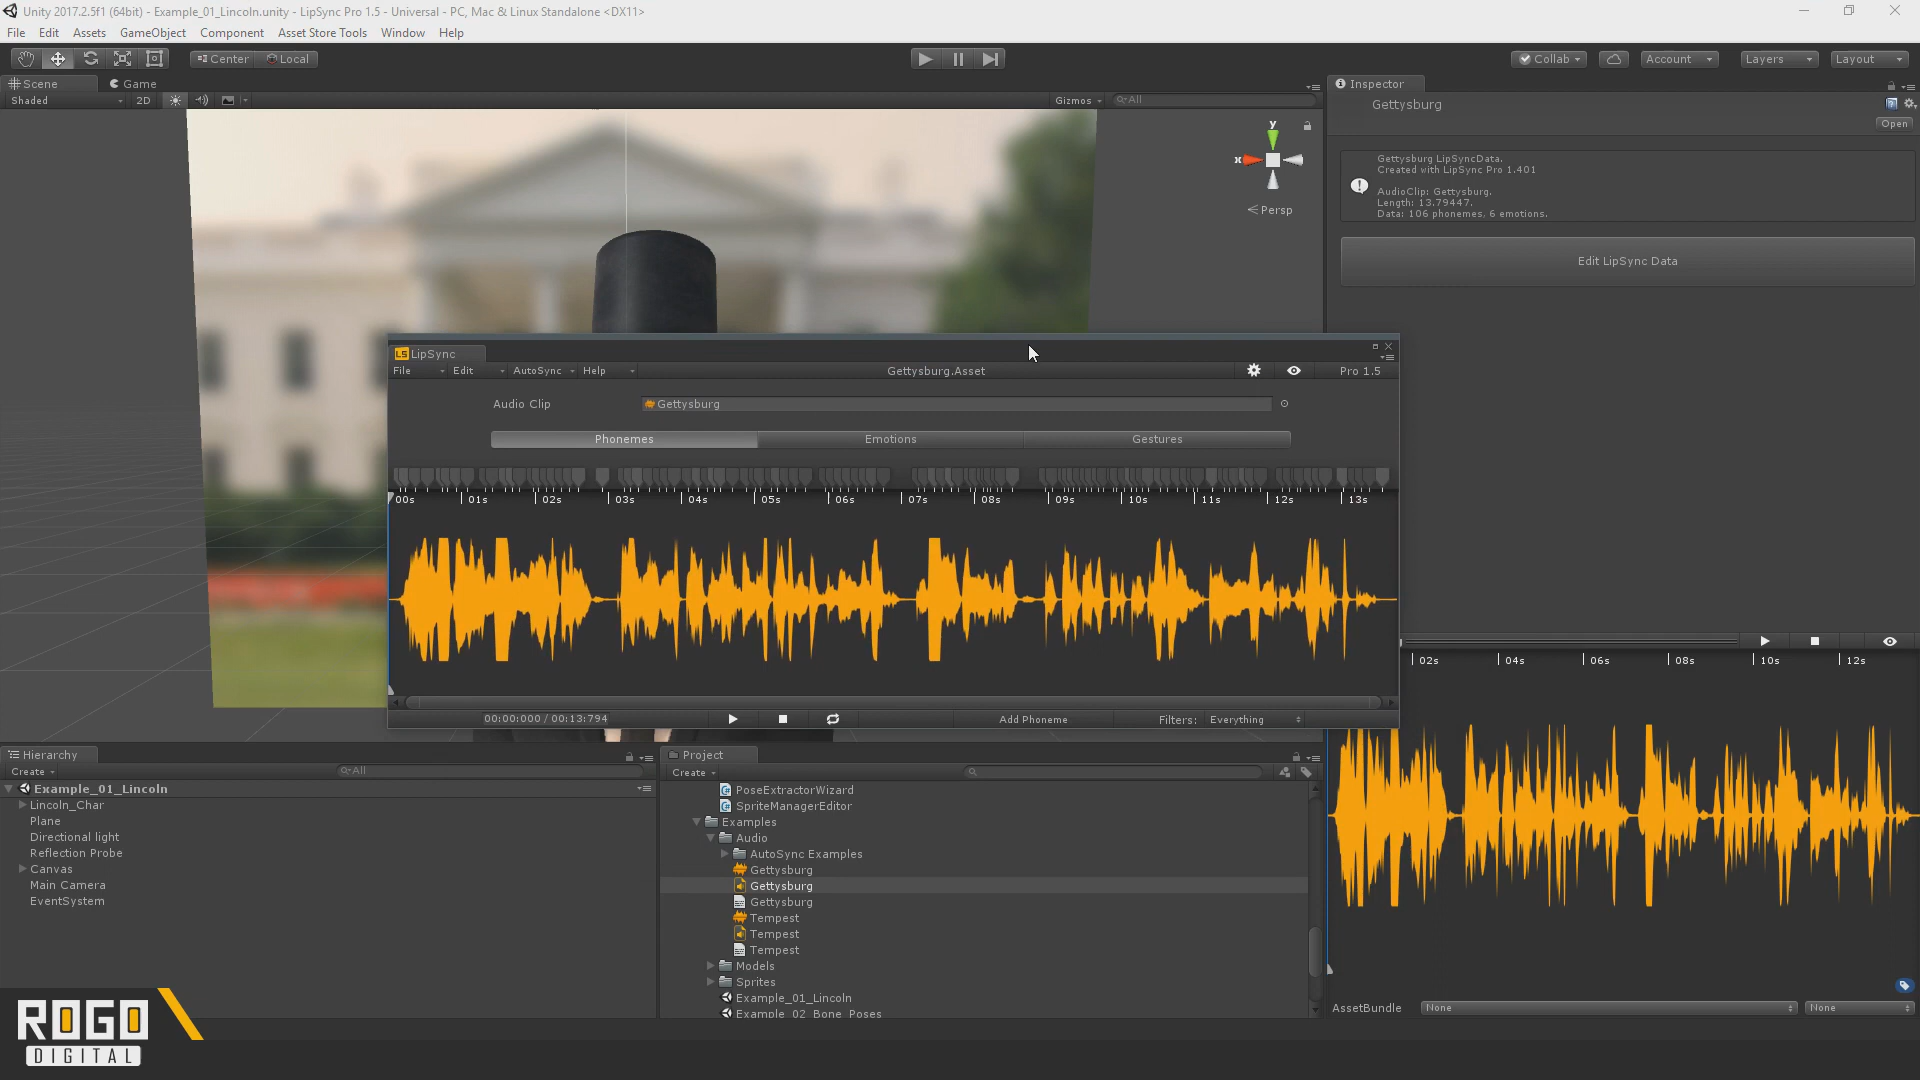 Unity 2017.2.5f1 (64bit) - Example_01_Lincoln.unity - LipSync Pro 1.5 - Universal - PC, Mac & Linux Standalone <DX11>
File Edit Assets GameObject Component Asset Store Tools Window Help
Center Local Collab Account Layers Layout
Scene Game
Shaded 2D Gizmos All
y
x
Persp
Inspector
Gettysburg
Open
Gettysburg LipSyncData.
Created with LipSync Pro 1.401
AudioClip: Gettysburg.
Length: 13.79447.
Data: 106 phonemes, 6 emotions.
Edit LipSync Data
LS LipSync
File Edit AutoSync Help Gettysburg.Asset Pro 1.5
Audio Clip Gettysburg
Phonemes Emotions Gestures
00s 01s 02s 03s 04s 05s 06s 07s 08s 09s 10s 11s 12s 13s
00:00:000 / 00:13:794 Add Phoneme Filters: Everything
02s 04s 06s 08s 10s 12s
Hierarchy
Create All
Example_01_Lincoln
Lincoln_Char
Plane
Directional light
Reflection Probe
Canvas
Main Camera
EventSystem
Project
Create
PoseExtractorWizard
SpriteManagerEditor
Examples
Audio
AutoSync Examples
Gettysburg
Gettysburg
Gettysburg
Tempest
Tempest
Tempest
Models
Sprites
Example_01_Lincoln
Example_02_Bone_Poses
AssetBundle None None
ROGO
DIGITAL